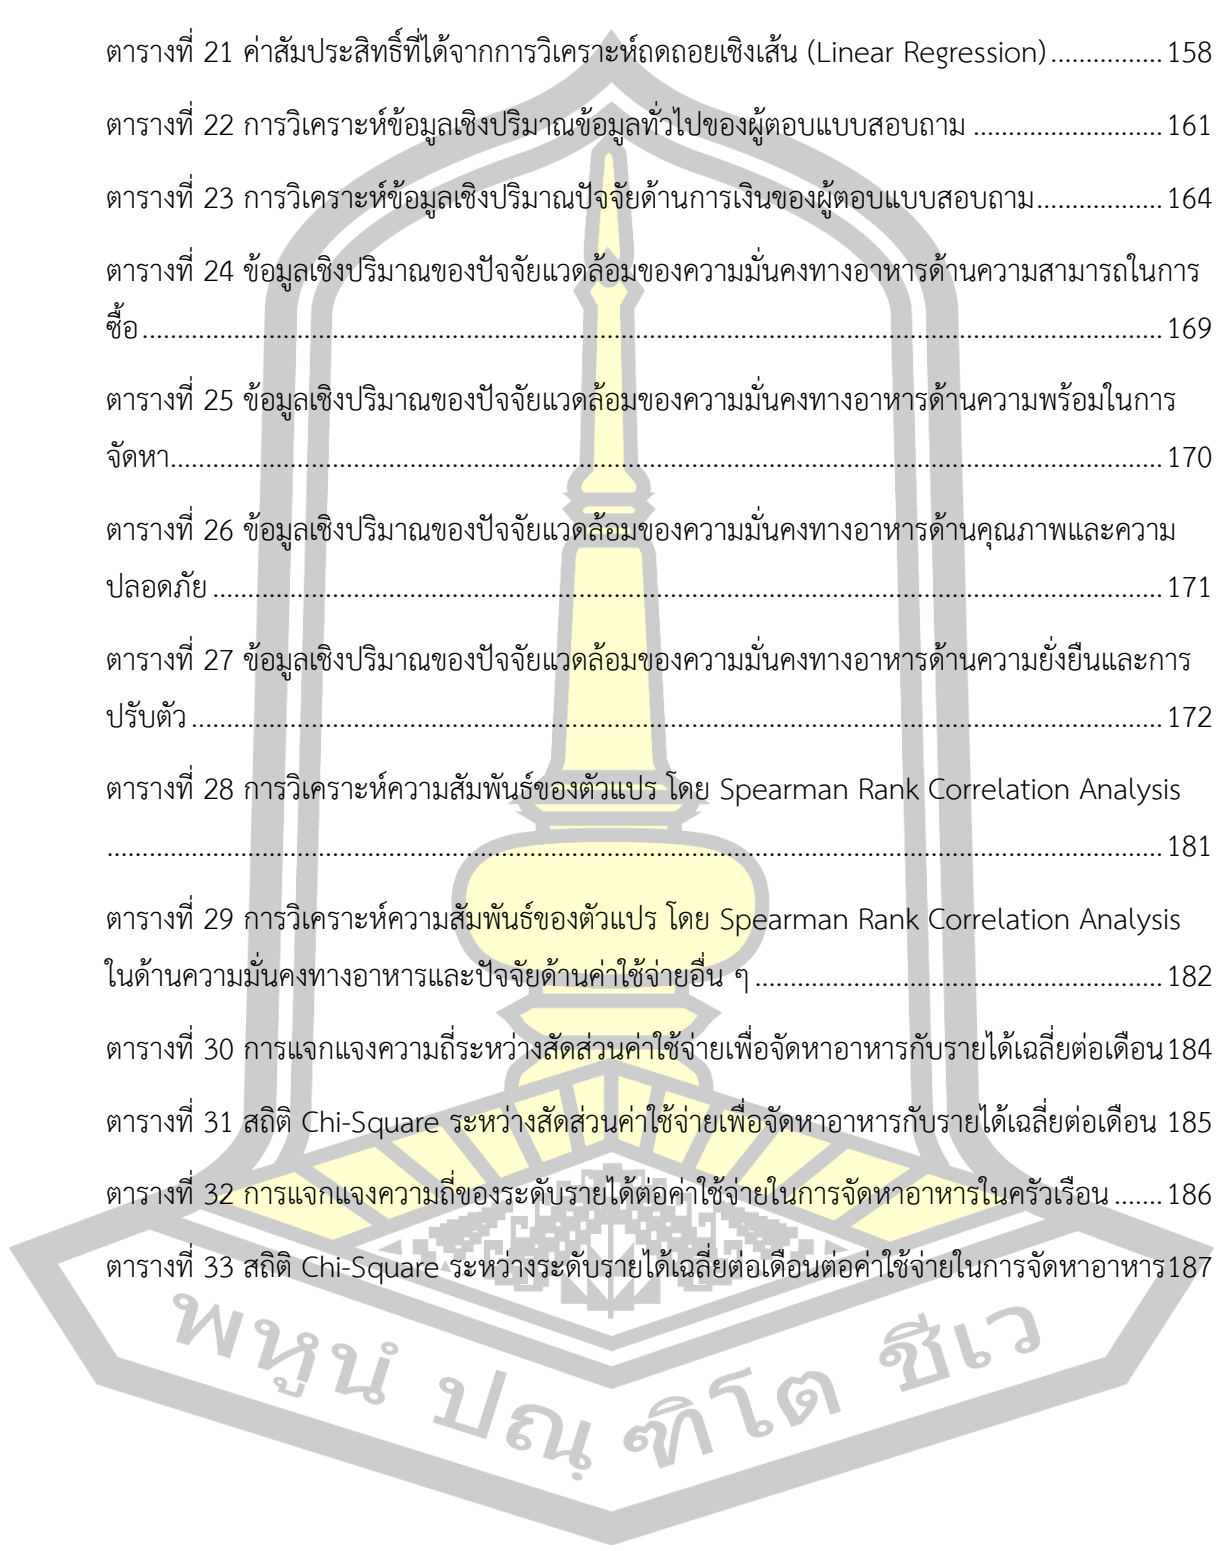 ตารางที่ 21 ค่าสัมประสิทธิ์ที่ได้จากการวิเคราะห์ถดถอยเชิงเส้น (Linear Regression)................ 158
ตารางที่ 22 การวิเคราะห์ข้อมูลเชิงปริมาณข้อมูลทั่วไปของผู้ตอบแบบสอบถาม ........................... 161
ตารางที่ 23 การวิเคราะห์ข้อมูลเชิงปริมาณปัจจัยด้านการเงินของผู้ตอบแบบสอบถาม.................. 164
ตารางที่ 24 ข้อมูลเชิงปริมาณของปัจจัยแวดล้อมของความมั่นคงทางอาหารด้านความสามารถในการ
ซื้อ................................................................................................................................................. 169
ตารางที่ 25 ข้อมูลเชิงปริมาณของปัจจัยแวดล้อมของความมั่นคงทางอาหารด้านความพร้อมในการ
จัดหา............................................................................................................................................. 170
ตารางที่ 26 ข้อมูลเชิงปริมาณของปัจจัยแวดล้อมของความมั่นคงทางอาหารด้านคุณภาพและความ
ปลอดภัย ....................................................................................................................................... 171
ตารางที่ 27 ข้อมูลเชิงปริมาณของปัจจัยแวดล้อมของความมั่นคงทางอาหารด้านความยั่งยืนและการ
ปรับตัว .......................................................................................................................................... 172
ตารางที่ 28 การวิเคราะห์ความสัมพันธ์ของตัวแปร โดย Spearman Rank Correlation Analysis
...................................................................................................................................................... 181
ตารางที่ 29 การวิเคราะห์ความสัมพันธ์ของตัวแปร โดย Spearman Rank Correlation Analysis
ในด้านความมั่นคงทางอาหารและปัจจัยด้านค่าใช้จ่ายอื่น ๆ .......................................................... 182
ตารางที่ 30 การแจกแจงความถี่ระหว่างสัดส่วนค่าใช้จ่ายเพื่อจัดหาอาหารกับรายได้เฉลี่ยต่อเดือน184
ตารางที่ 31 สถิติ Chi-Square ระหว่างสัดส่วนค่าใช้จ่ายเพื่อจัดหาอาหารกับรายได้เฉลี่ยต่อเดือน 185
ตารางที่ 32 การแจกแจงความถี่ของระดับรายได้ต่อค่าใช้จ่ายในการจัดหาอาหารในครัวเรือน ....... 186
ตารางที่ 33 สถิติ Chi-Square ระหว่างระดับรายได้เฉลี่ยต่อเดือนต่อค่าใช้จ่ายในการจัดหาอาหาร187
พหูนํ ปณฺฑิโต ชีเว